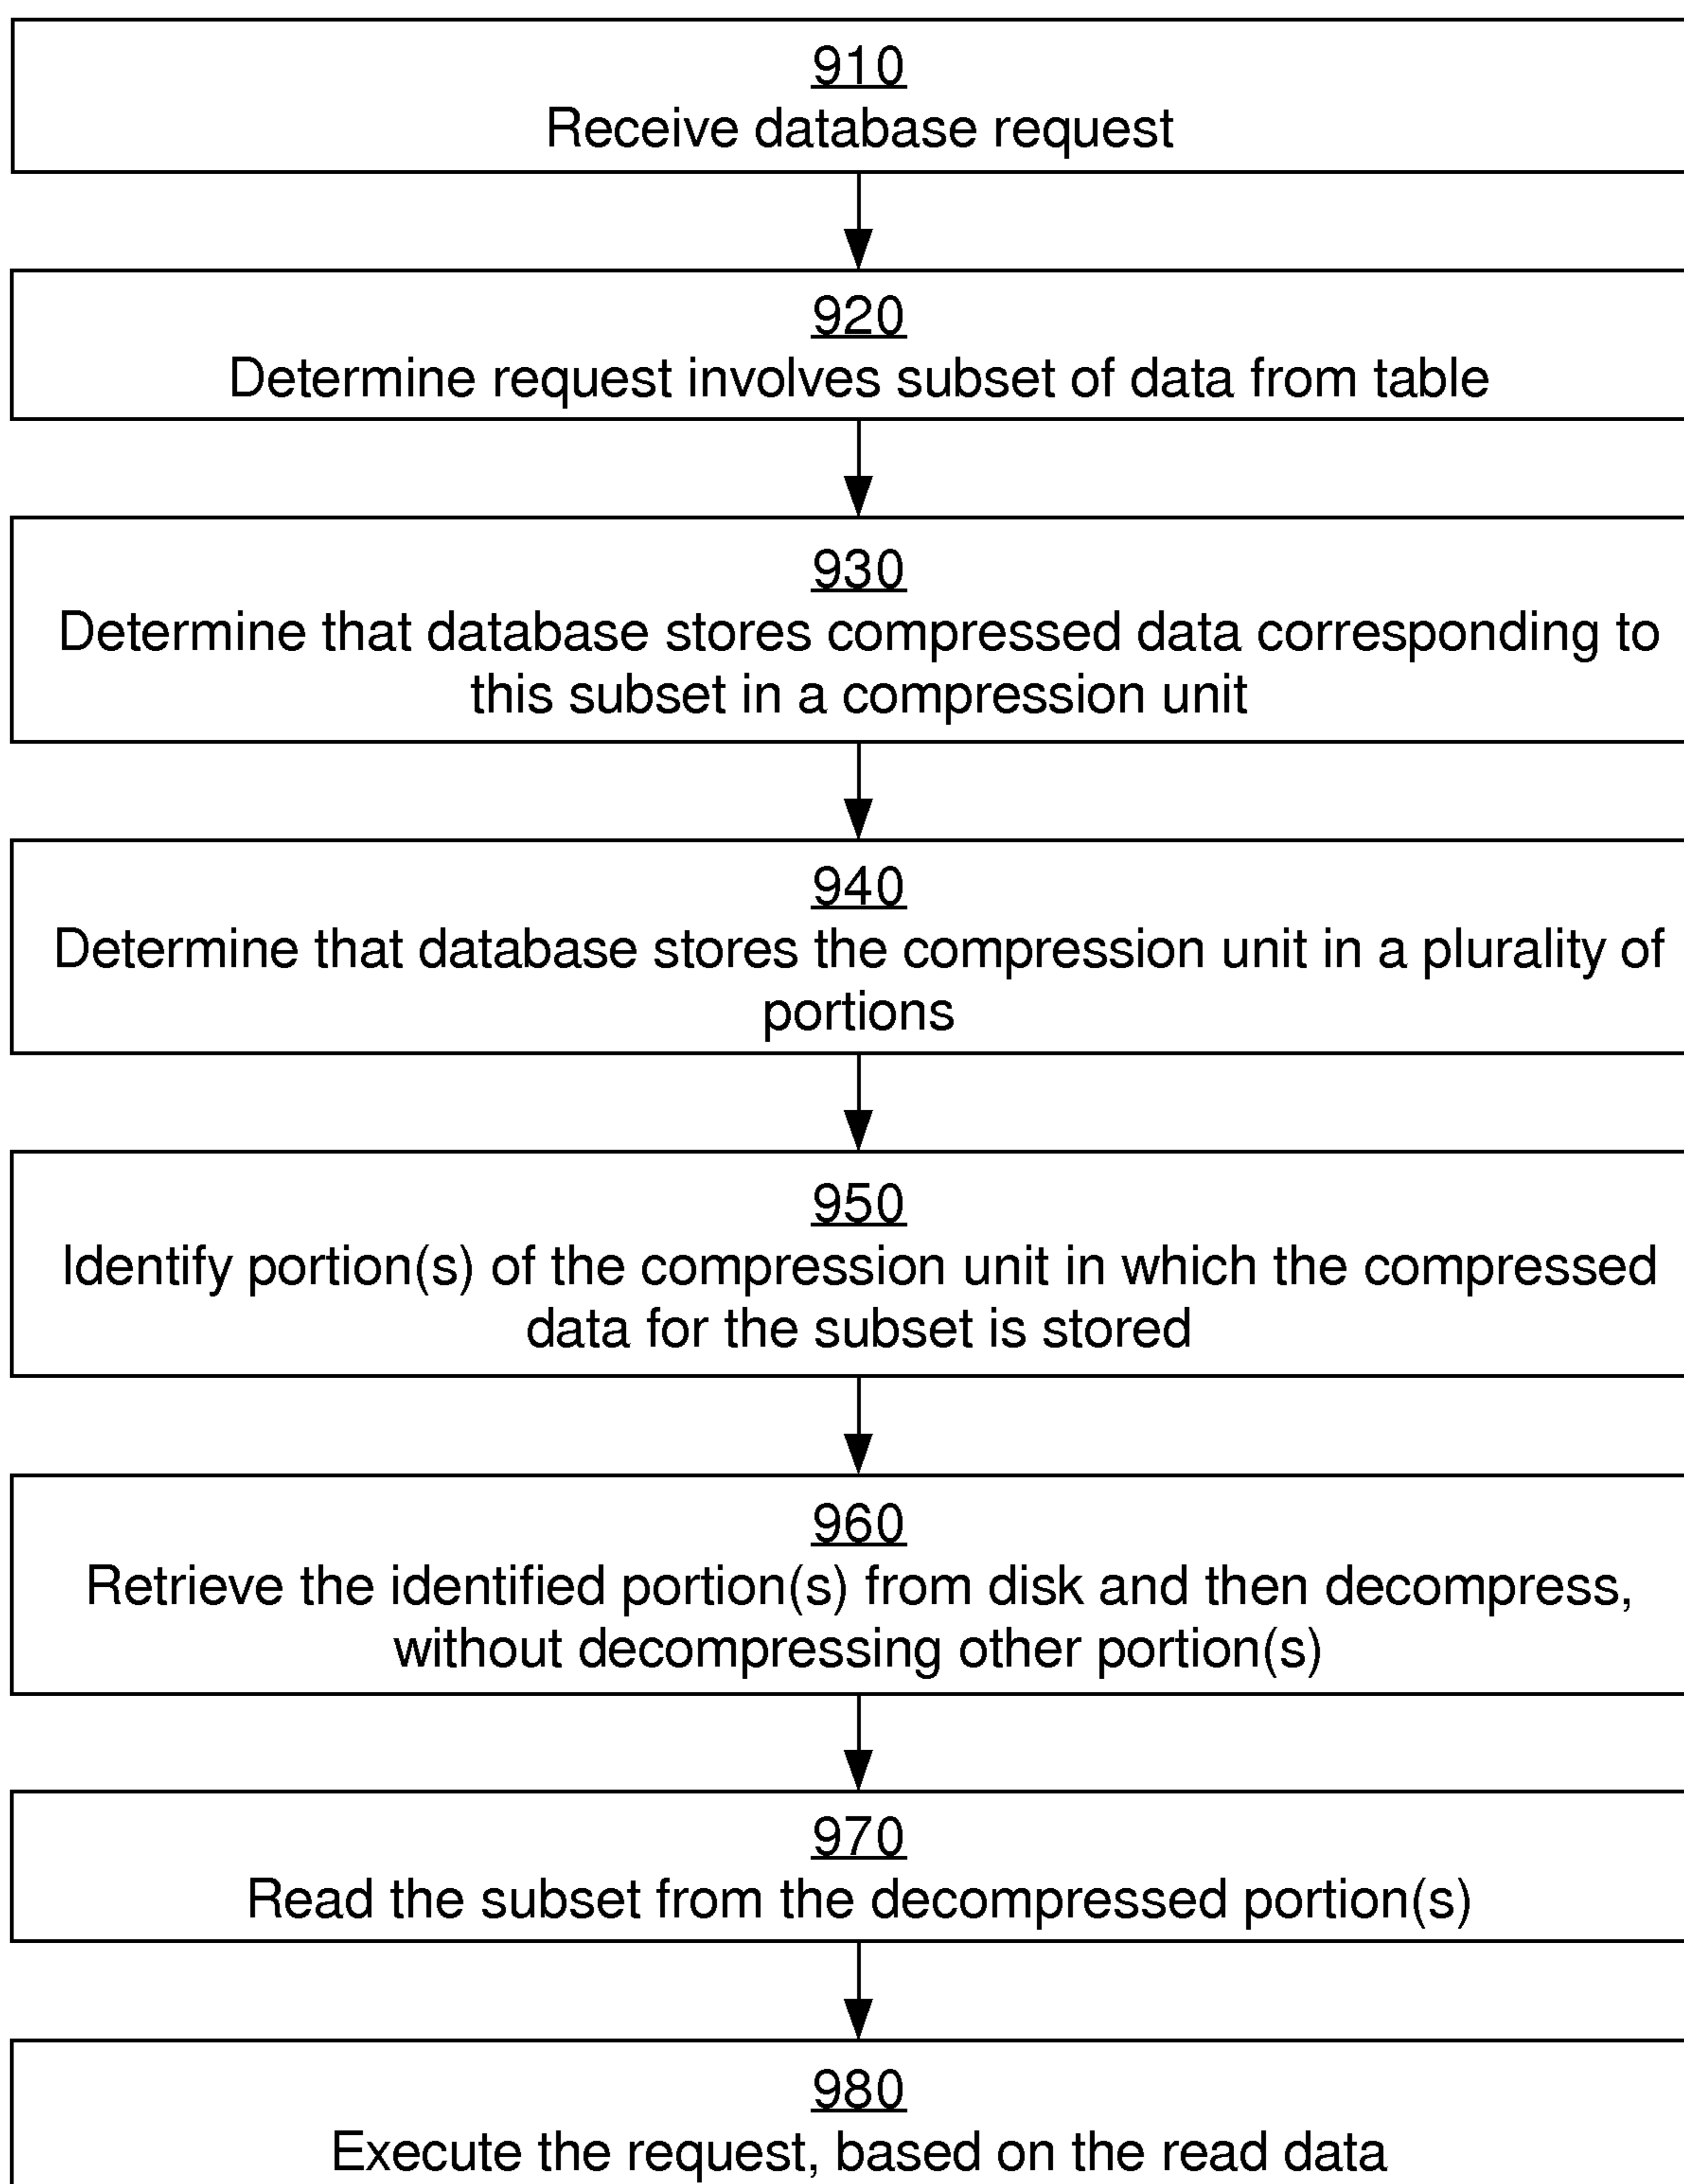 910
Receive database request
920
Determine request involves subset of data from table
930
Determine that database stores compressed data corresponding to
this subset in a compression unit
940
Determine that database stores the compression unit in a plurality of
portions
950
Identify portion(s) of the compression unit in which the compressed
data for the subset is stored
960
Retrieve the identified portion(s) from disk and then decompress,
without decompressing other portion(s)
970
Read the subset from the decompressed portion(s)
980
Execute the request, based on the read data